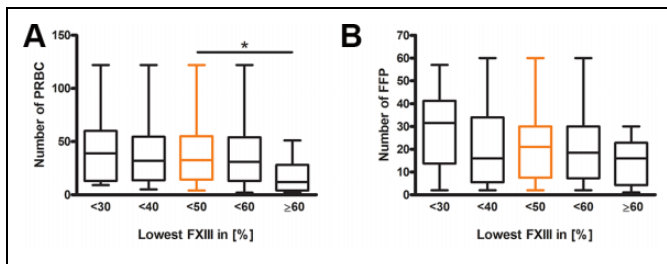 A
Number of PRBC
150
100
50
0
*
<30 <40 <50 <60 ≥60
Lowest FXIII in [%]
B
Number of FFP
70
60
50
40
30
20
10
0
<30 <40 <50 <60 ≥60
Lowest FXIII in [%]